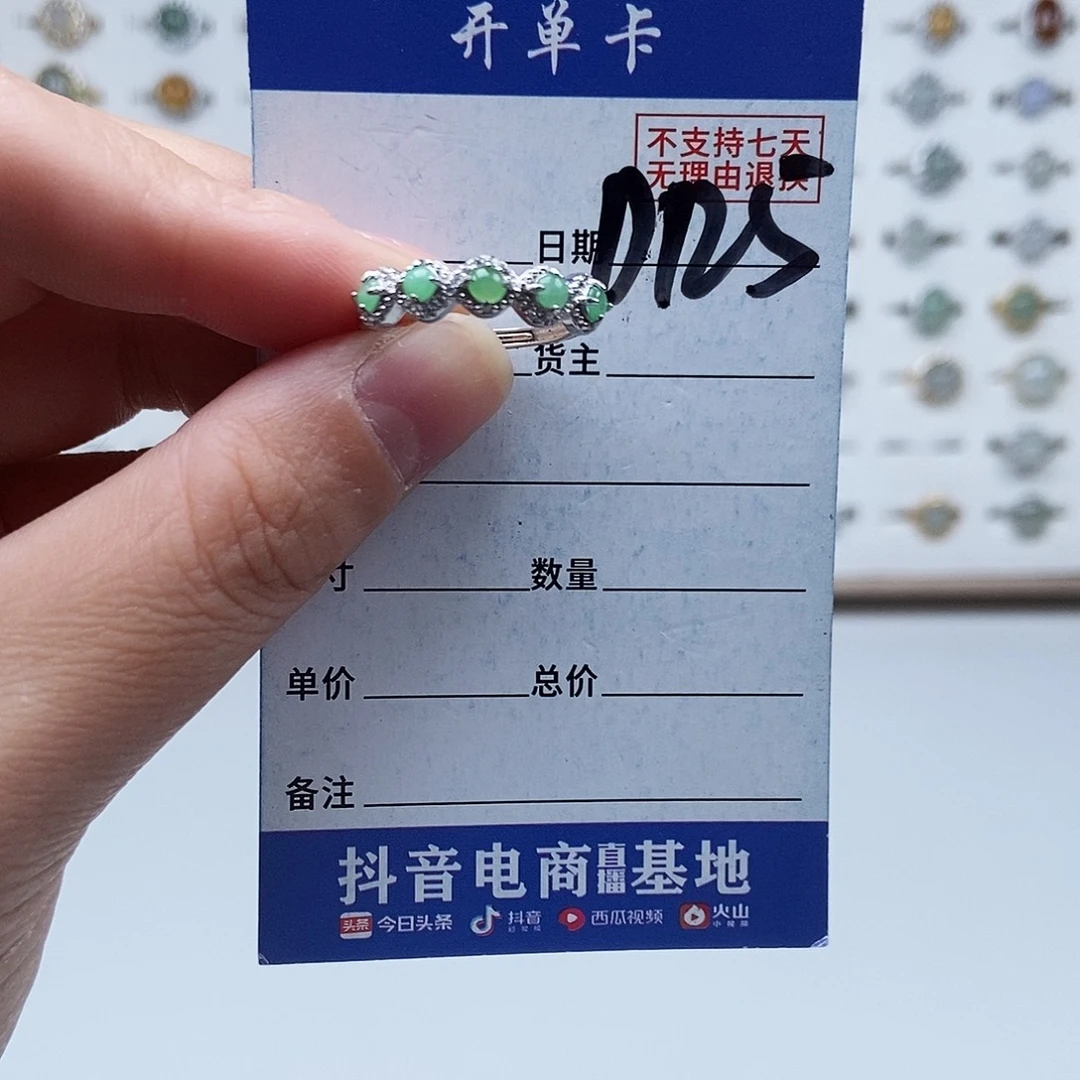 开单卡
不支持七天
无理由退换
日期 DDS
货主
寸 数量
单价 总价
备注
抖音电商直播基地
头条 今日头条 抖音 西瓜视频 火山